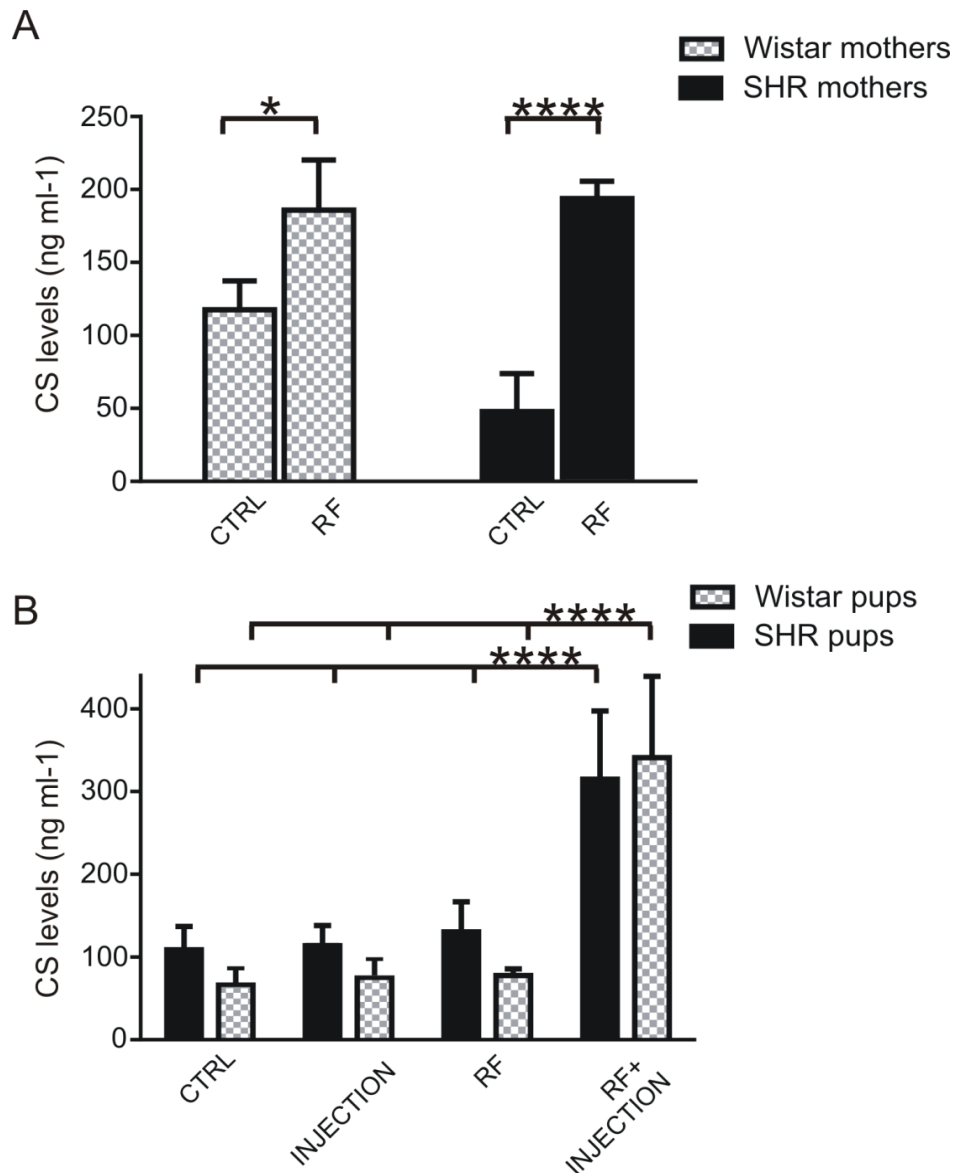 A
Wistar mothers
SHR mothers
* ****
250
200
150
100
50
0
CS levels (ng ml-1)
CTRL RF CTRL RF
B
Wistar pups
SHR pups
****
****
400
300
200
100
0
CS levels (ng ml-1)
CTRL
INJECTION
RF
RF+
INJECTION